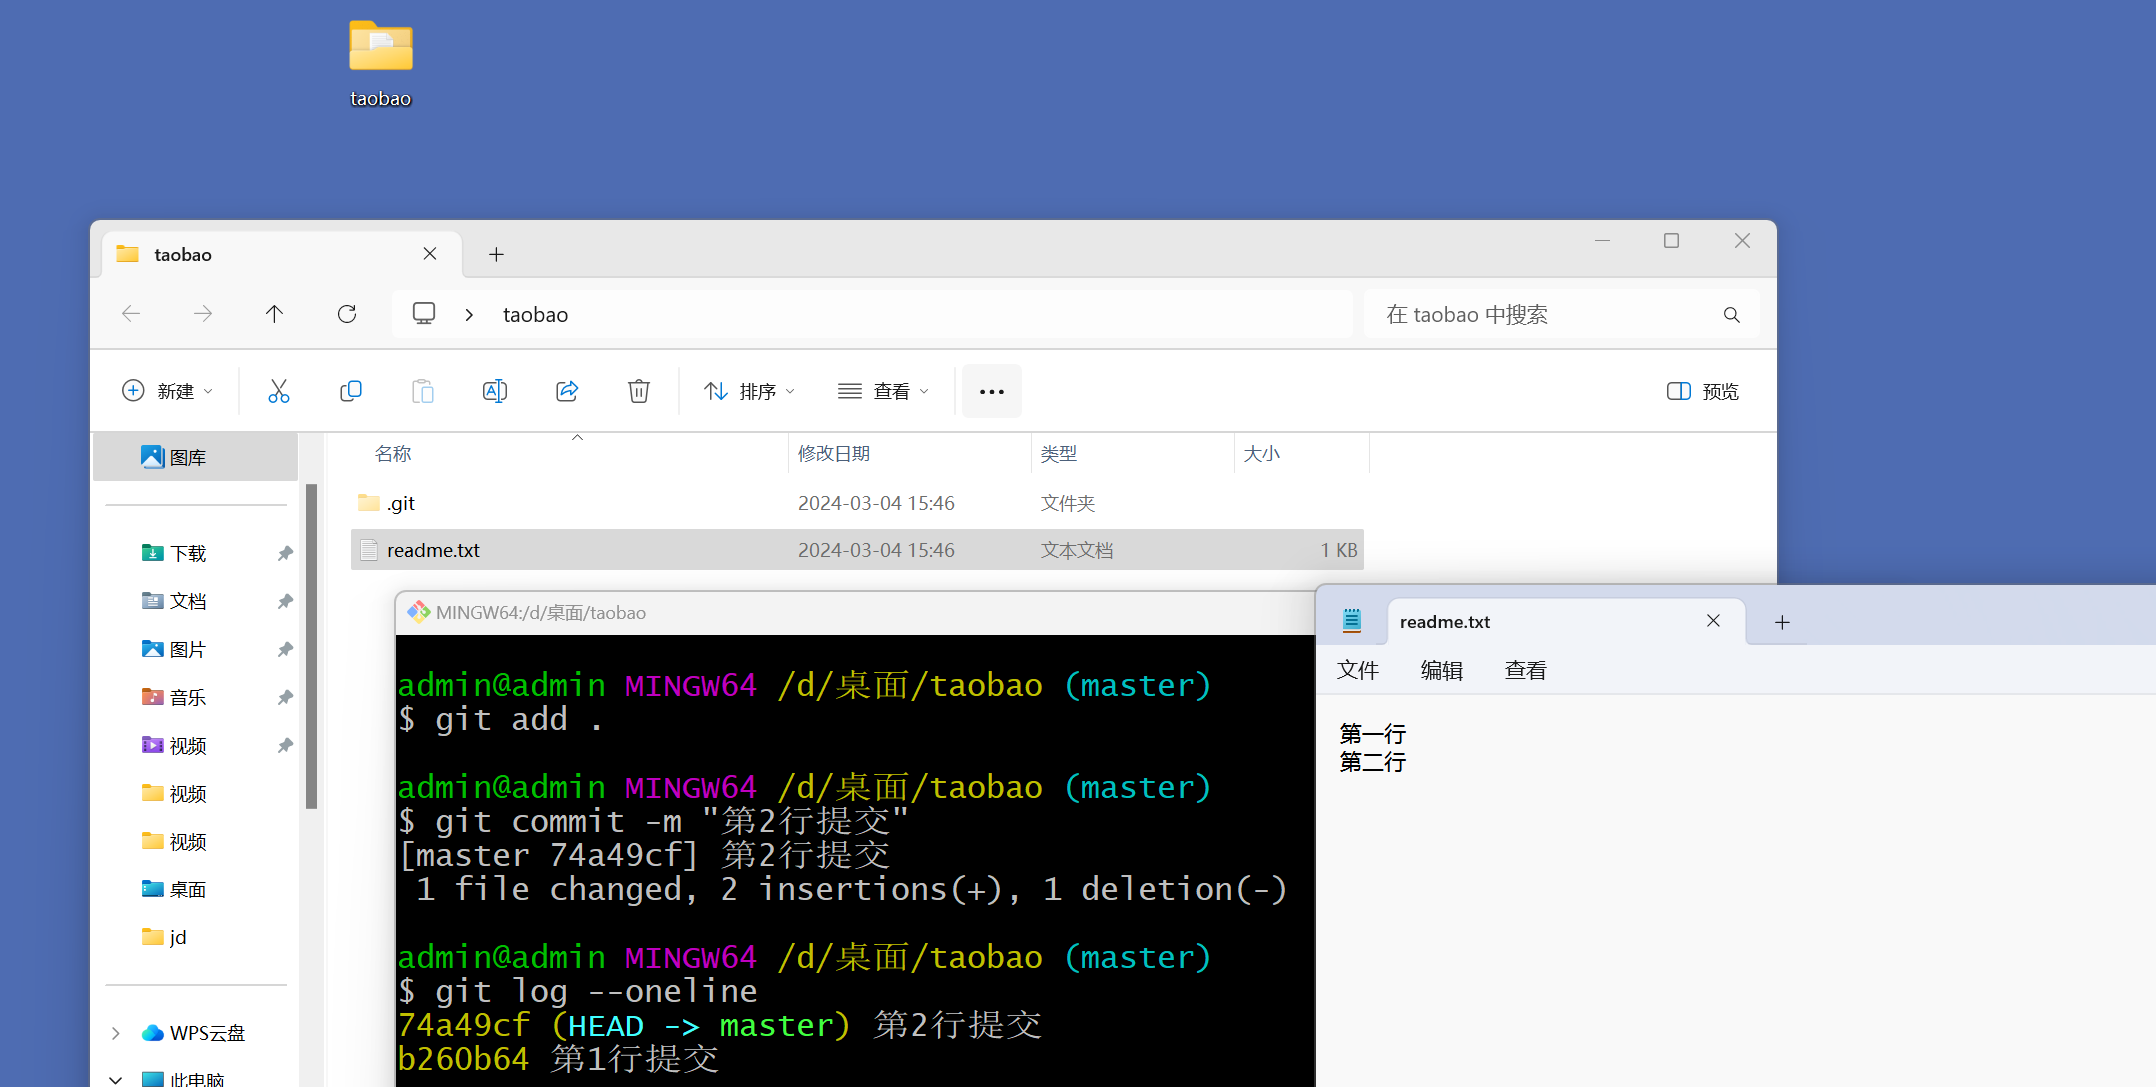 taobao
taobao
taobao
在 taobao 中搜索
新建
排序
查看
预览
图库
下载
文档
图片
音乐
视频
视频
视频
桌面
jd
WPS云盘
此电脑
名称 修改日期 类型 大小
.git 2024-03-04 15:46 文件夹
readme.txt 2024-03-04 15:46 文本文档 1 KB
MINGW64:/d/桌面/taobao
admin@admin MINGW64 /d/桌面/taobao (master)
$ git add .
admin@admin MINGW64 /d/桌面/taobao (master)
$ git commit -m "第2行提交"
[master 74a49cf] 第2行提交
1 file changed, 2 insertions(+), 1 deletion(-)
admin@admin MINGW64 /d/桌面/taobao (master)
$ git log --oneline
74a49cf (HEAD -> master) 第2行提交
b260b64 第1行提交
readme.txt
文件 编辑 查看
第一行
第二行